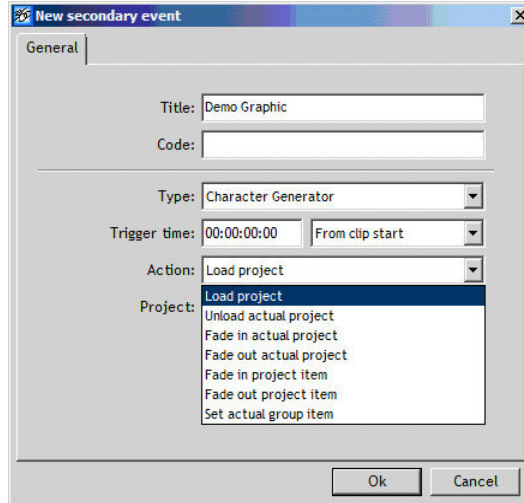 New secondary event
General
Title: Demo Graphic
Code:
Type: Character Generator
Trigger time: 00:00:00:00 From clip start
Action: Load project
Project: Load project
Unload actual project
Fade in actual project
Fade out actual project
Fade in project item
Fade out project item
Set actual group item
Ok Cancel